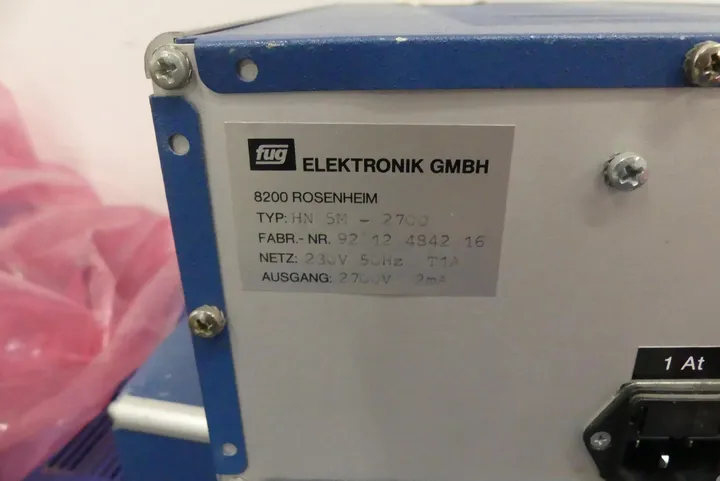 fug ELEKTRONIK GMBH
8200 ROSENHEIM
TYP: HN 5M - 2700
FABR.- NR. 92 12 4842 16
NETZ: 230V 50Hz T1A
AUSGANG: 2700V 2mA
1 At